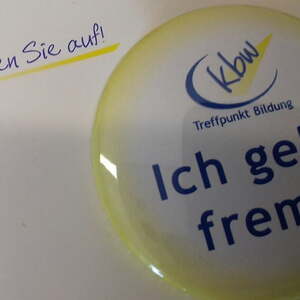 en Sie auf!
kbw
Treffpunkt Bildung
Ich ge
frem